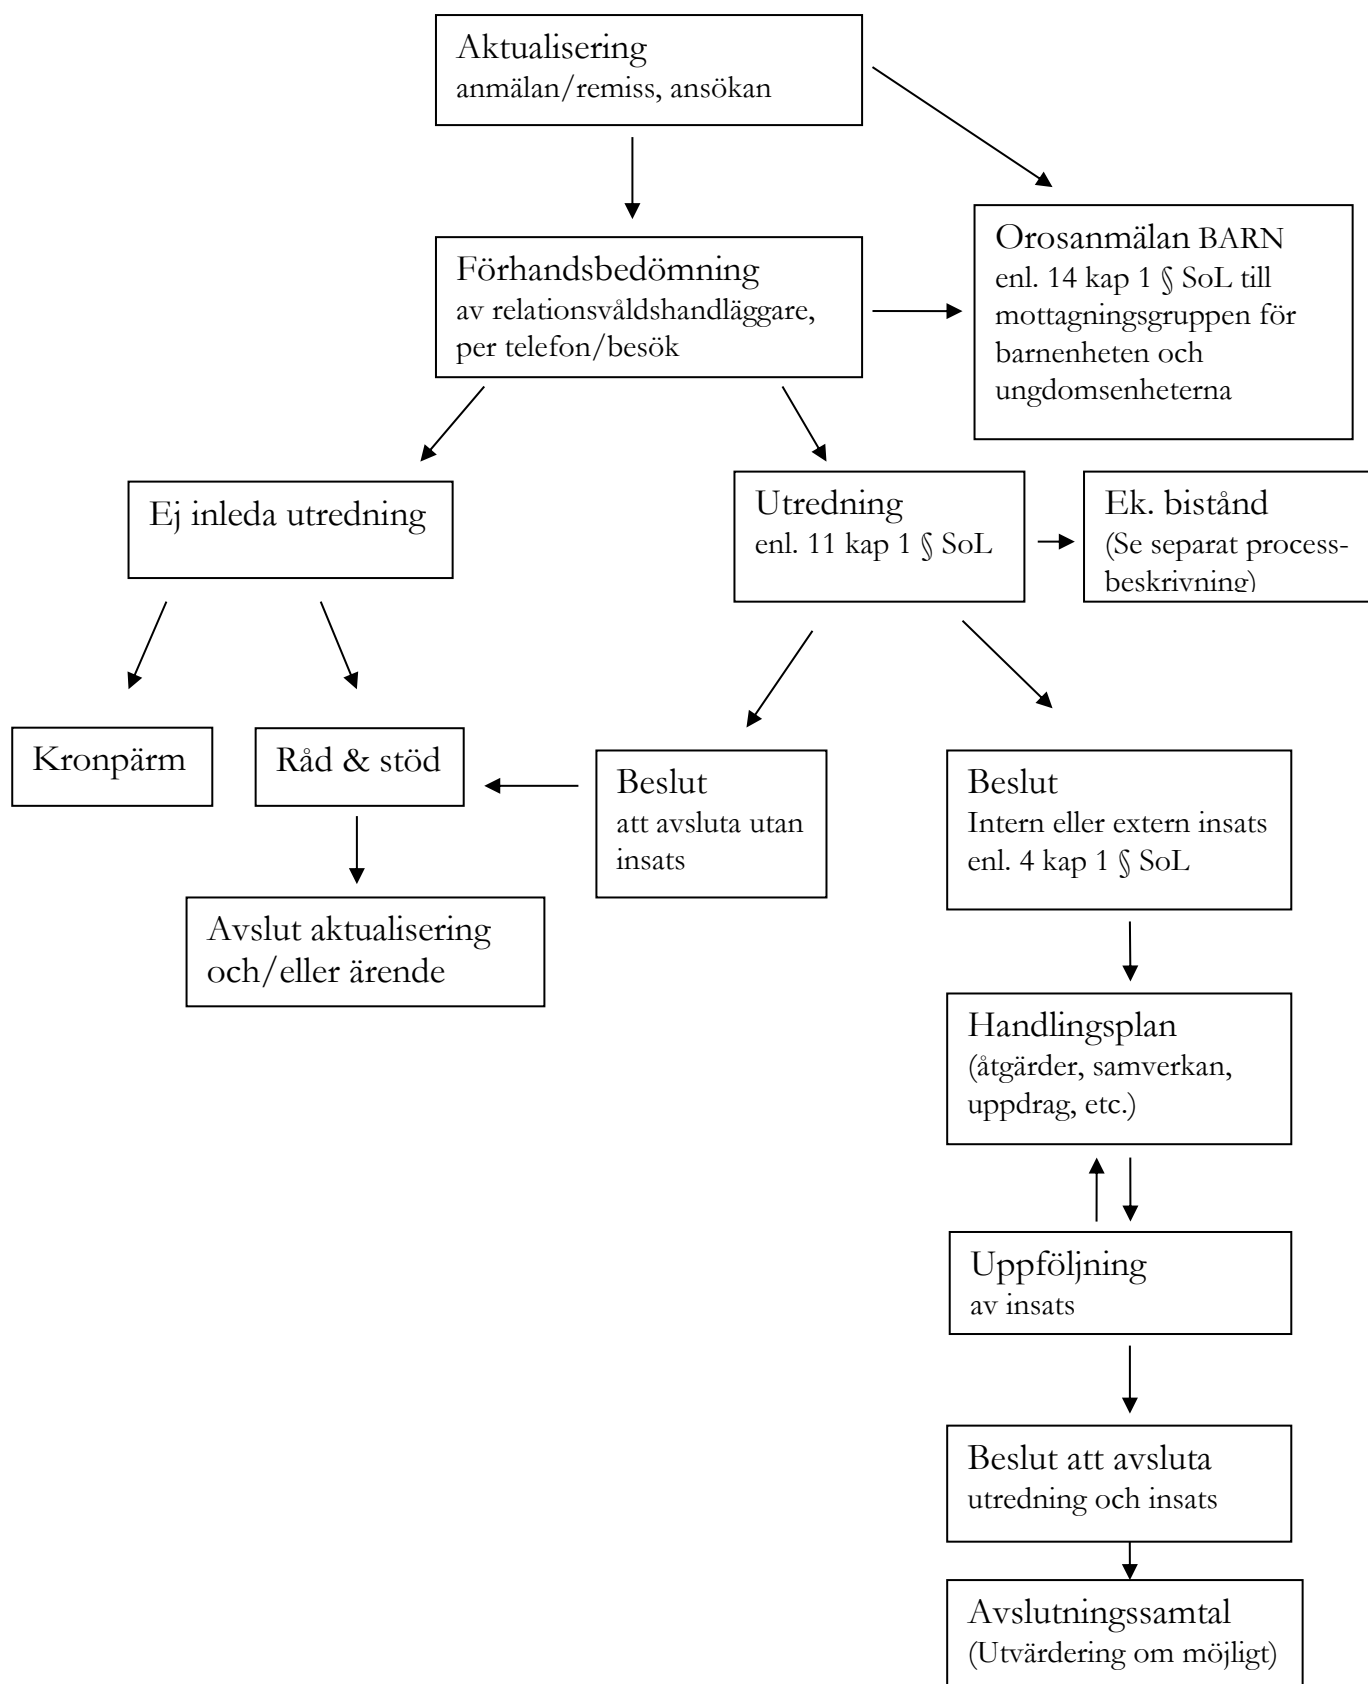 Aktualisering
anmälan/remiss, ansökan
Orosanmälan BARN
enl. 14 kap 1 § SoL till
mottagningsgruppen för
barnenheten och
ungdomsenheterna
Förhandsbedömning
av relationsvåldshandläggare,
per telefon/besök
Ej inleda utredning
Utredning
enl. 11 kap 1 § SoL
Ek. bistånd
(Se separat process-
beskrivning)
Kronpärm
Råd & stöd
Beslut
att avsluta utan
insats
Beslut
Intern eller extern insats
enl. 4 kap 1 § SoL
Avslut aktualisering
och/eller ärende
Handlingsplan
(åtgärder, samverkan,
uppdrag, etc.)
Uppföljning
av insats
Beslut att avsluta
utredning och insats
Avslutningssamtal
(Utvärdering om möjligt)